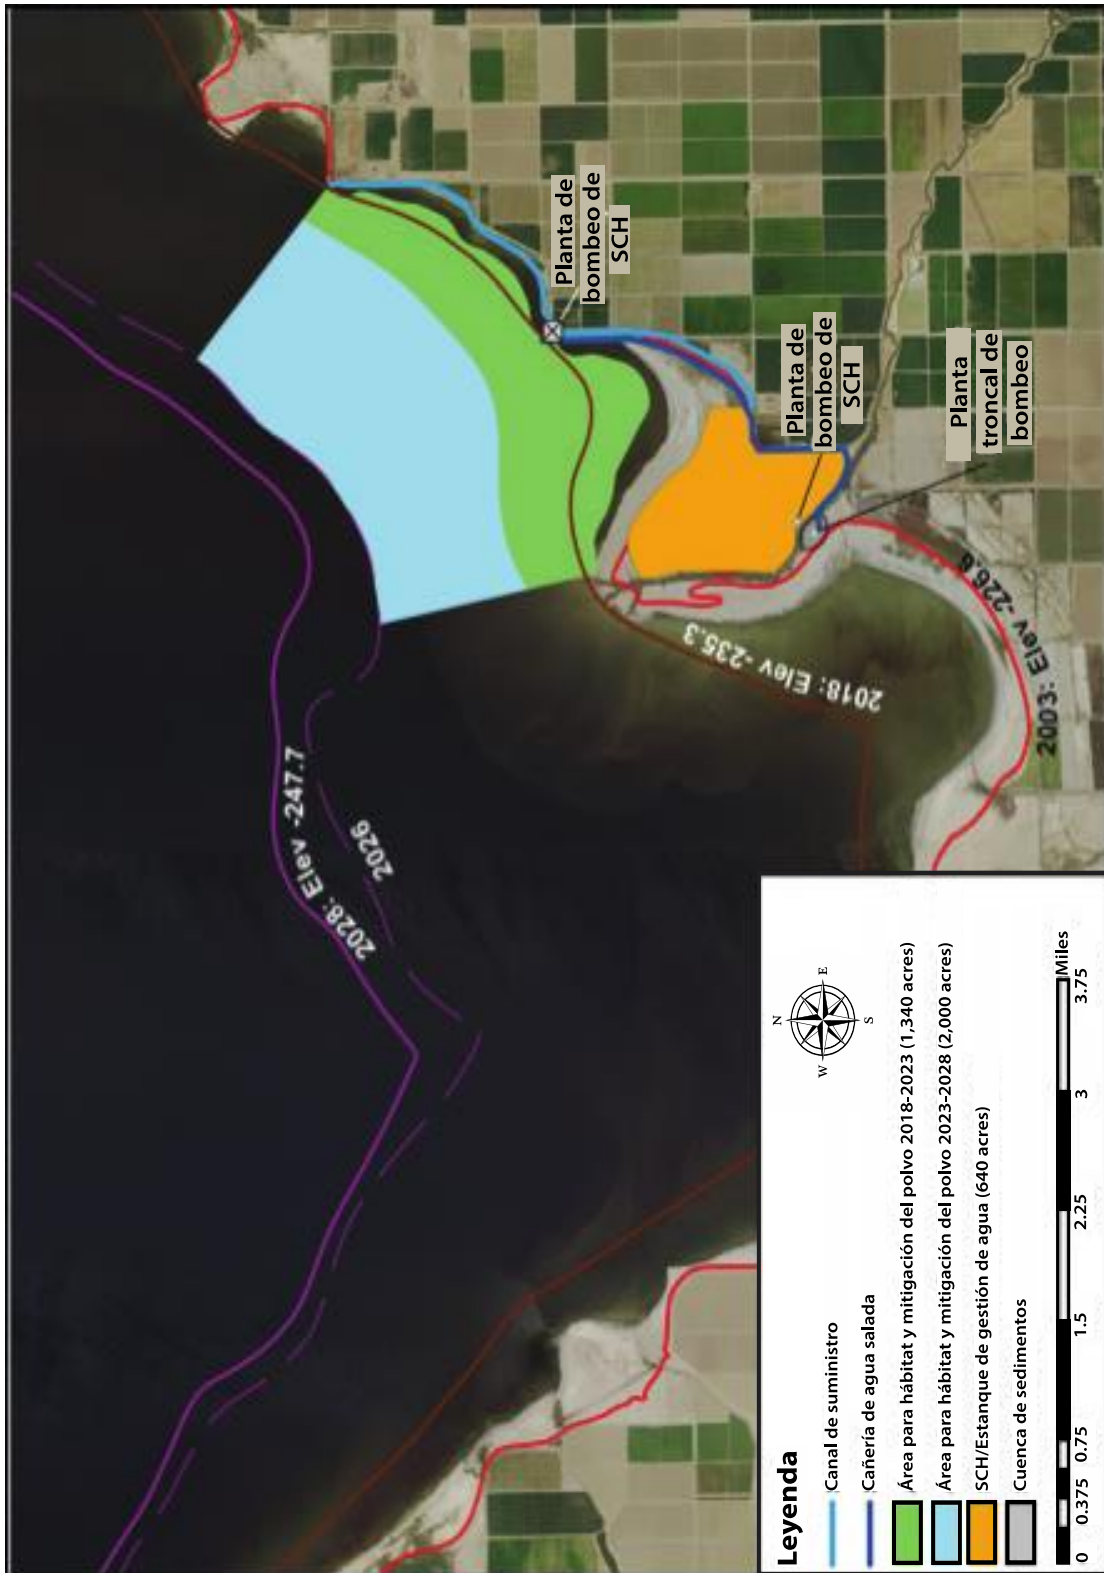 Planta de
bombeo de
SCH
Planta de
bombeo de
SCH
Planta
troncal de
bombeo
2028: Elev -247.7
2026
2018: Elev -235.3
2003: Elev -226.6
Leyenda
Canal de suministro
Cañería de agua salada
Área para hábitat y mitigación del polvo 2018-2023 (1,340 acres)
Área para hábitat y mitigación del polvo 2023-2028 (2,000 acres)
SCH/Estanque de gestión de agua (640 acres)
Cuenca de sedimentos
N
W
E
S
0 0.375 0.75 1.5 2.25 3 3.75
Miles